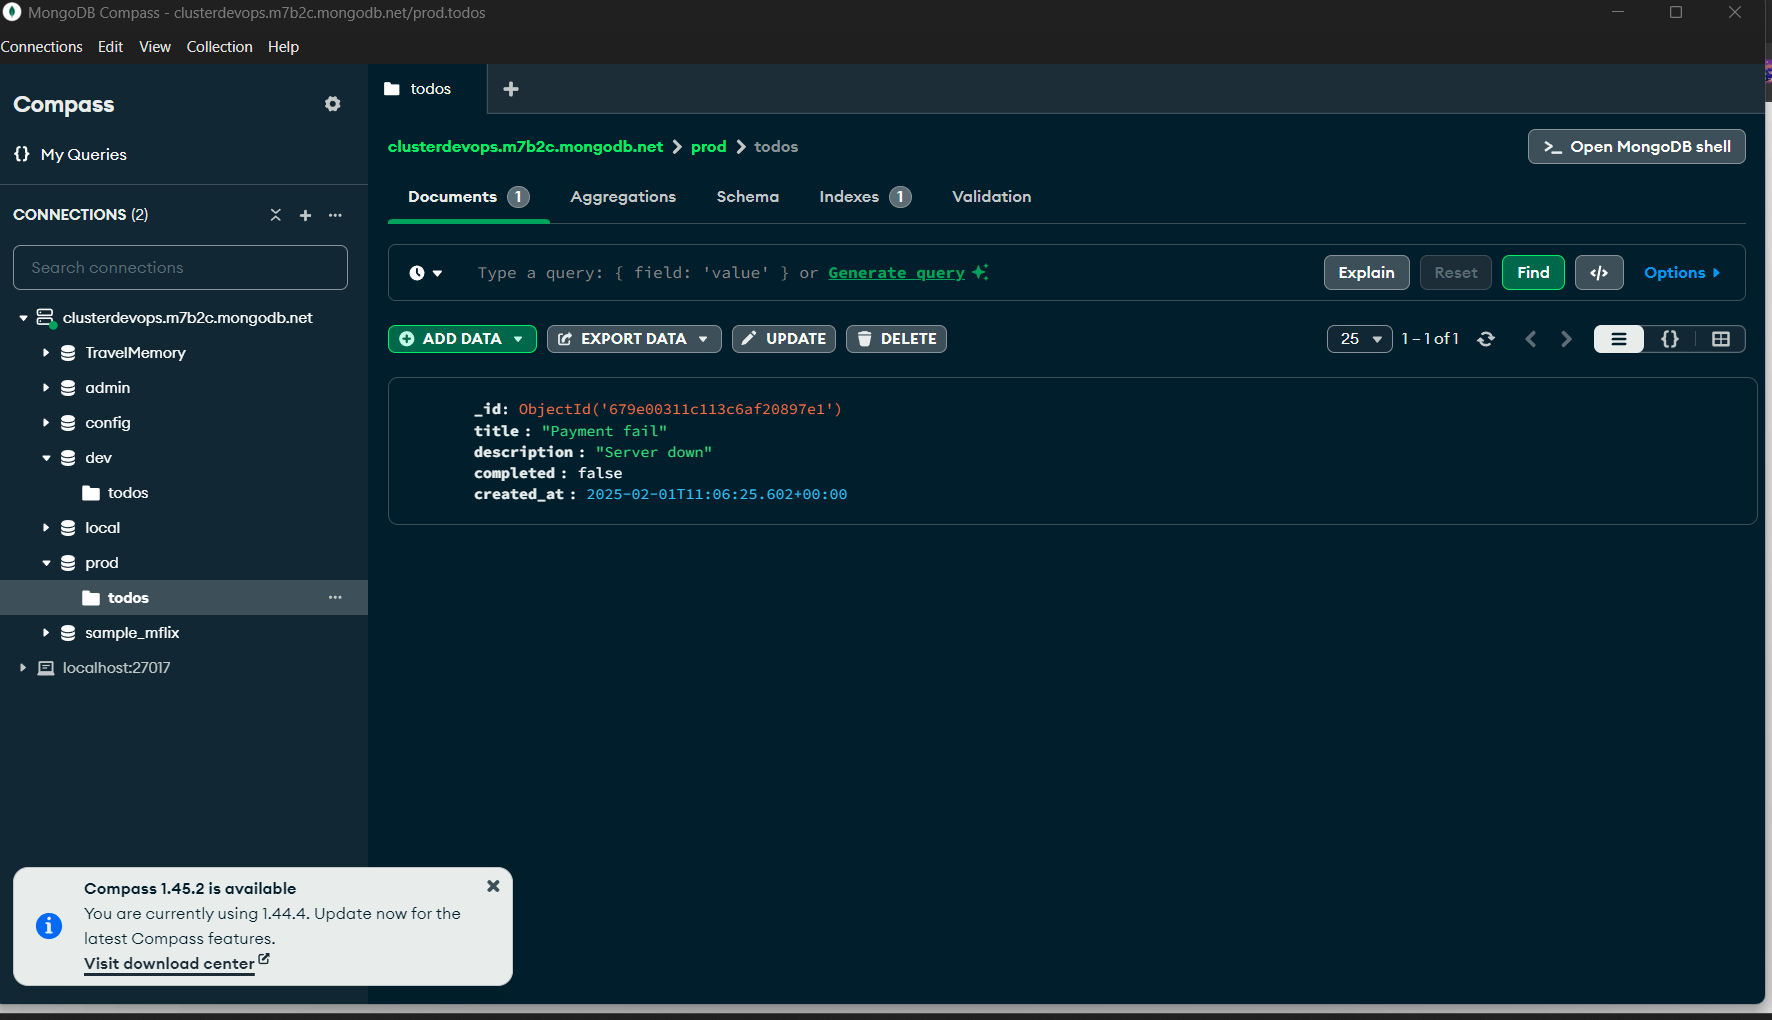 MongoDB Compass - clusterdevops.m7b2c.mongodb.net/prod.todos
Connections Edit View Collection Help
Compass
{} My Queries
CONNECTIONS (2)
Search connections
clusterdevops.m7b2c.mongodb.net
TravelMemory
admin
config
dev
todos
local
prod
todos
sample_mflix
localhost:27017
todos
clusterdevops.m7b2c.mongodb.net > prod > todos
>_ Open MongoDB shell
Documents 1 Aggregations Schema Indexes 1 Validation
Type a query: { field: 'value' } or Generate query
Explain Reset Find </> Options
ADD DATA EXPORT DATA UPDATE DELETE
25 1 – 1 of 1 {}
_id: ObjectId('679e00311c113c6af20897e1')
title : "Payment fail"
description : "Server down"
completed : false
created_at : 2025-02-01T11:06:25.602+00:00
Compass 1.45.2 is available
You are currently using 1.44.4. Update now for the
latest Compass features.
Visit download center